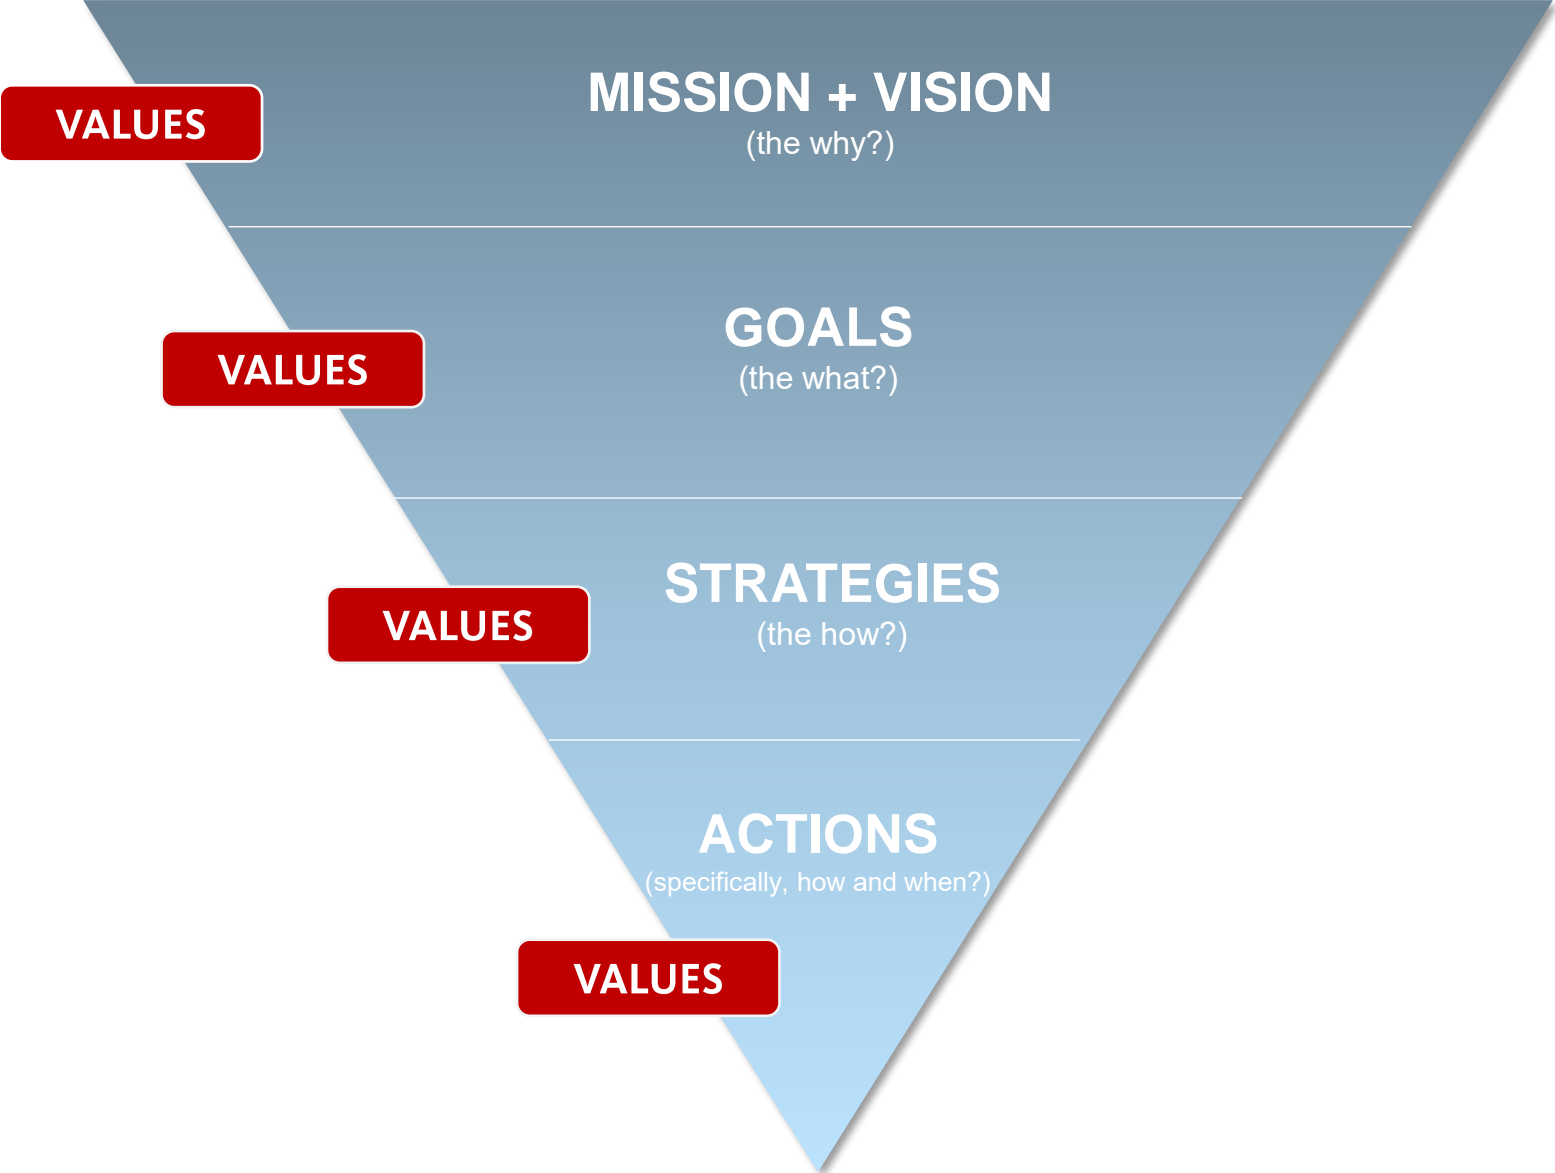 MISSION + VISION
(the why?)
VALUES
GOALS
(the what?)
VALUES
STRATEGIES
(the how?)
VALUES
ACTIONS
(specifically, how and when?)
VALUES